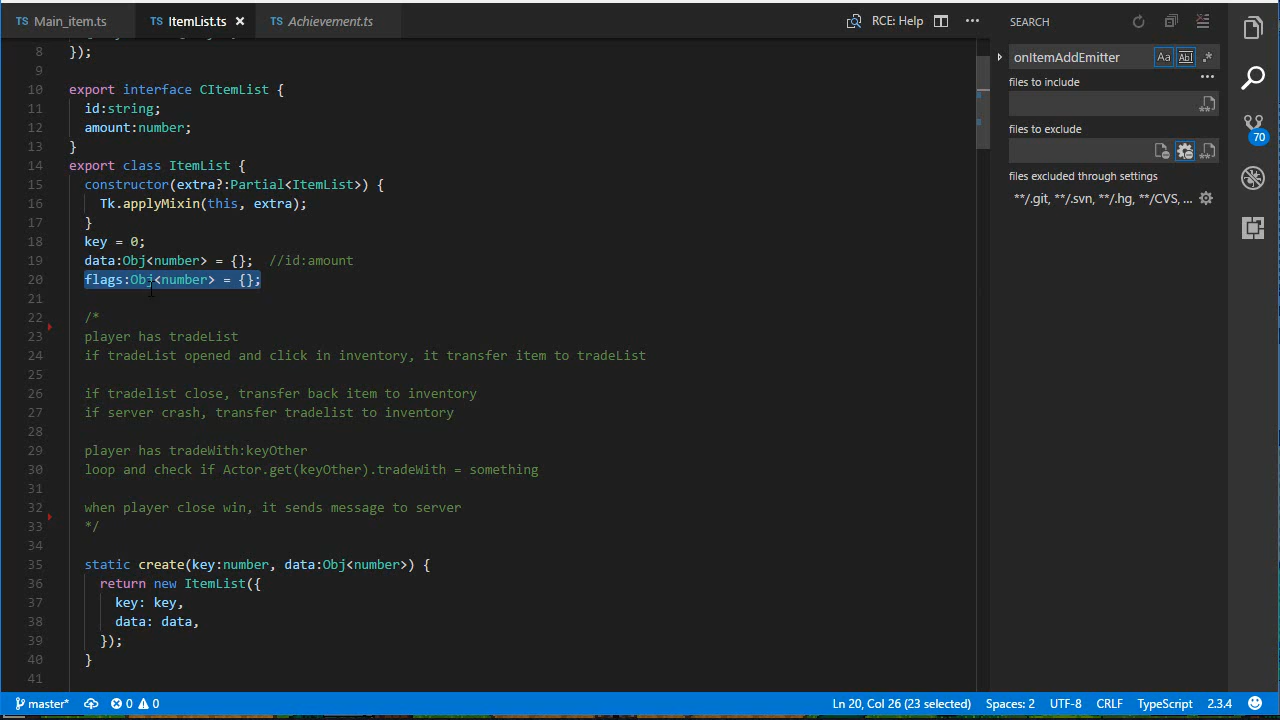 TS Main_item.ts TS ItemList.ts × TS Achievement.ts RCE: Help ...
8 });
9
10 export interface CItemList {
11 id:string;
12 amount:number;
13 }
14 export class ItemList {
15 constructor(extra?:Partial<ItemList>) {
16 Tk.applyMixin(this, extra);
17 }
18 key = 0;
19 data:Obj<number> = {}; //id:amount
20 flags:Obj<number> = {};
21
22 /*
23 player has tradeList
24 if tradeList opened and click in inventory, it transfer item to tradeList
25
26 if tradelist close, transfer back item to inventory
27 if server crash, transfer tradelist to inventory
28
29 player has tradeWith:keyOther
30 loop and check if Actor.get(keyOther).tradeWith = something
31
32 when player close win, it sends message to server
33 */
34
35 static create(key:number, data:Obj<number>) {
36 return new ItemList({
37 key: key,
38 data: data,
39 });
40 }
41
SEARCH
onItemAddEmitter Aa Abl .*
...
files to include
files to exclude
files excluded through settings
**/.git, **/.svn, **/.hg, **/CVS, ...
70
master* 0 0 Ln 20, Col 26 (23 selected) Spaces: 2 UTF-8 CRLF TypeScript 2.3.4